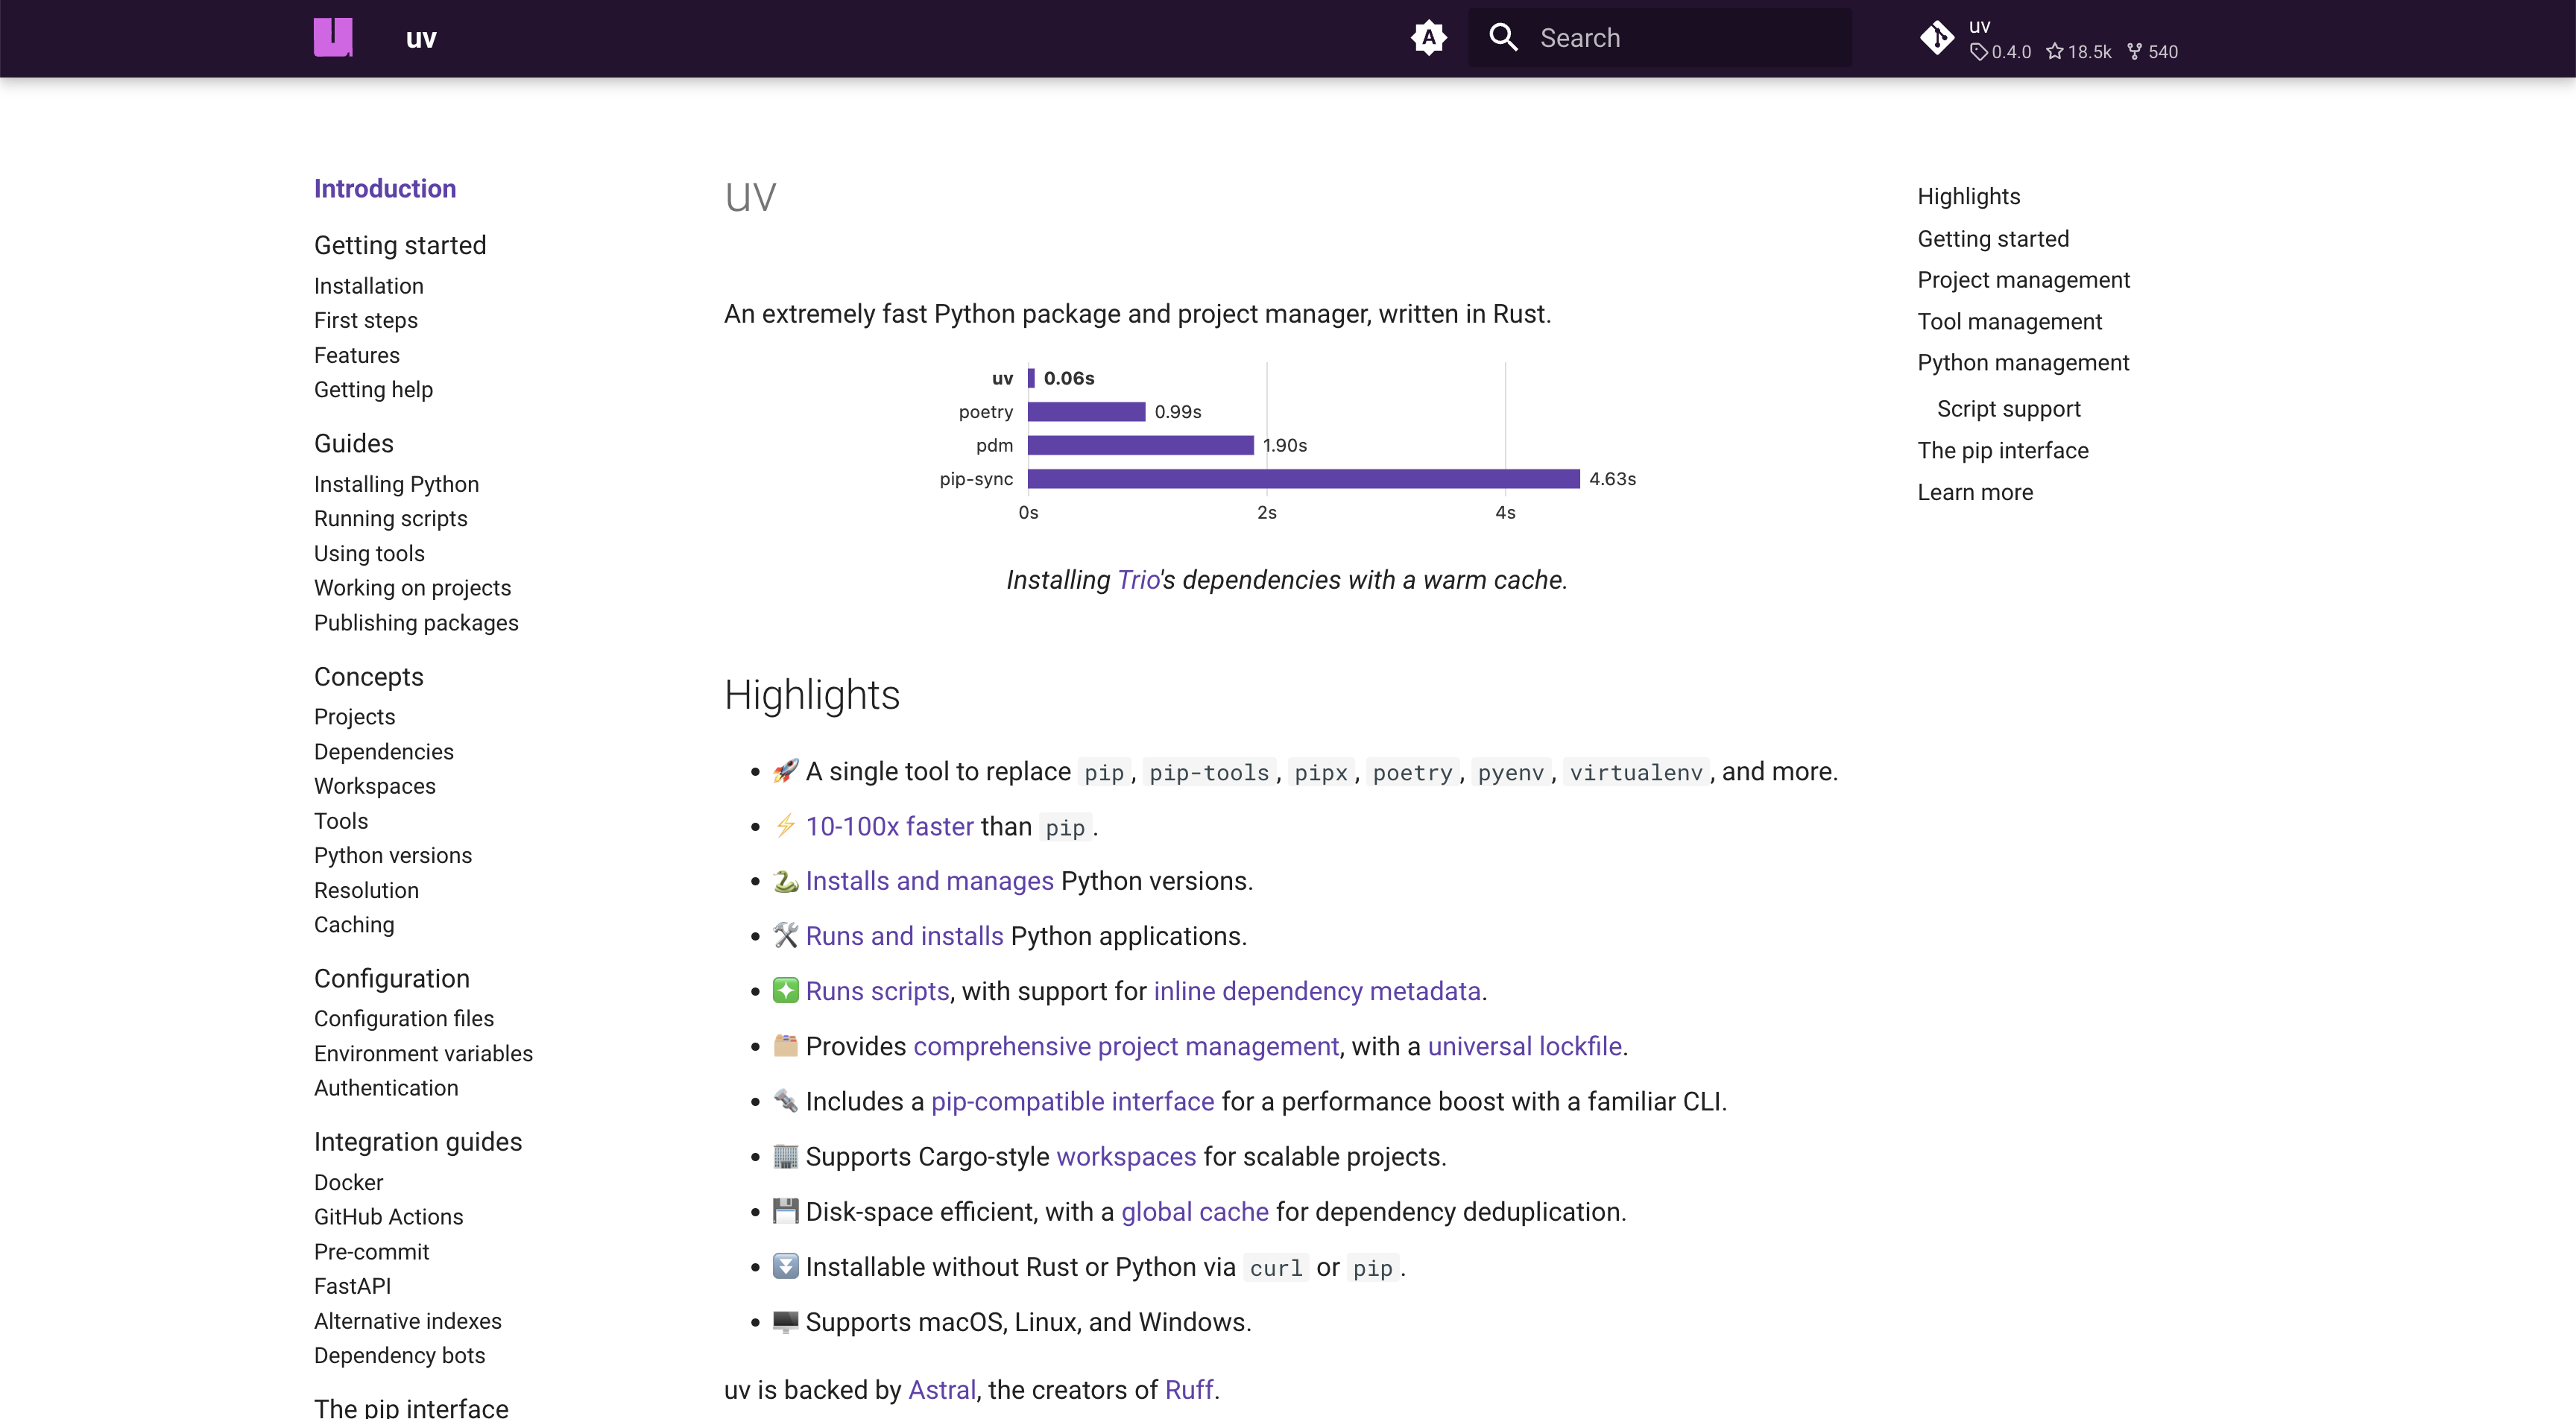 uv
Search
uv
0.4.0 18.5k 540
Introduction
Getting started
Installation
First steps
Features
Getting help
Guides
Installing Python
Running scripts
Using tools
Working on projects
Publishing packages
Concepts
Projects
Dependencies
Workspaces
Tools
Python versions
Resolution
Caching
Configuration
Configuration files
Environment variables
Authentication
Integration guides
Docker
GitHub Actions
Pre-commit
FastAPI
Alternative indexes
Dependency bots
The pip interface
uv
An extremely fast Python package and project manager, written in Rust.
uv 0.06s
poetry 0.99s
pdm 1.90s
pip-sync 4.63s
0s 2s 4s
Installing Trio's dependencies with a warm cache.
Highlights
• 🚀 A single tool to replace pip, pip-tools, pipx, poetry, pyenv, virtualenv, and more.
• ⚡ 10-100x faster than pip.
• 🐍 Installs and manages Python versions.
• 🛠️ Runs and installs Python applications.
• ❇️ Runs scripts, with support for inline dependency metadata.
• 🗂️ Provides comprehensive project management, with a universal lockfile.
• 🔩 Includes a pip-compatible interface for a performance boost with a familiar CLI.
• 🏢 Supports Cargo-style workspaces for scalable projects.
• 💾 Disk-space efficient, with a global cache for dependency deduplication.
• ⏬ Installable without Rust or Python via curl or pip.
• 🖥️ Supports macOS, Linux, and Windows.
uv is backed by Astral, the creators of Ruff.
Highlights
Getting started
Project management
Tool management
Python management
Script support
The pip interface
Learn more